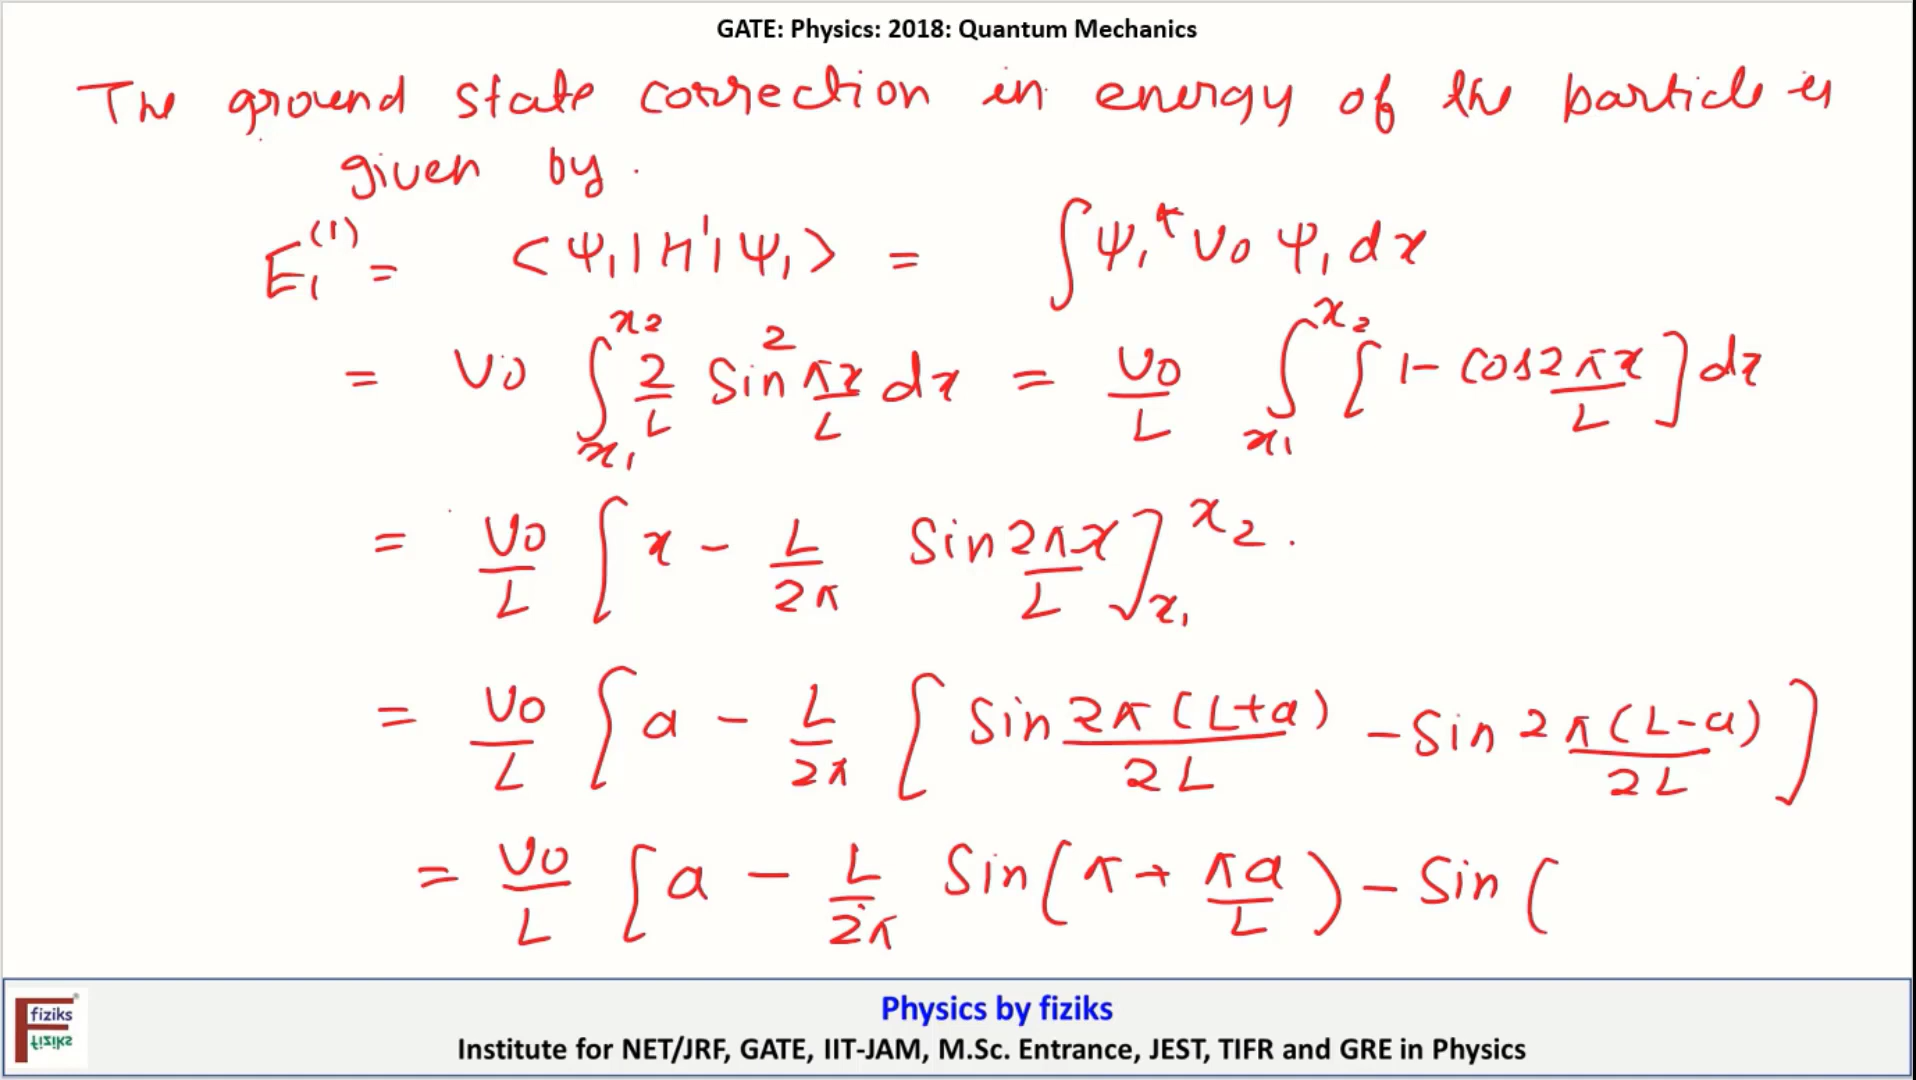 GATE: Physics: 2018: Quantum Mechanics
The ground state correction in energy of the particle is
given by.
E₁⁽¹⁾ = <ψ₁|H'|ψ₁> = ∫ψ₁* V₀ ψ₁ dx
= V₀ ∫_{x₁}^{x₂} 2/L Sin² πx/L dx = V₀/L ∫_{x₁}^{x₂} [1 - cos 2πx/L] dx
= V₀/L [x - L/2π Sin 2πx/L]_{x₁}^{x₂}.
= V₀/L [a - L/2π [Sin 2π(L+a)/2L - Sin 2π(L-a)/2L]
= V₀/L [a - L/2π Sin(π + πa/L) - Sin(
fiziks
fiziks
Physics by fiziks
Institute for NET/JRF, GATE, IIT-JAM, M.Sc. Entrance, JEST, TIFR and GRE in Physics